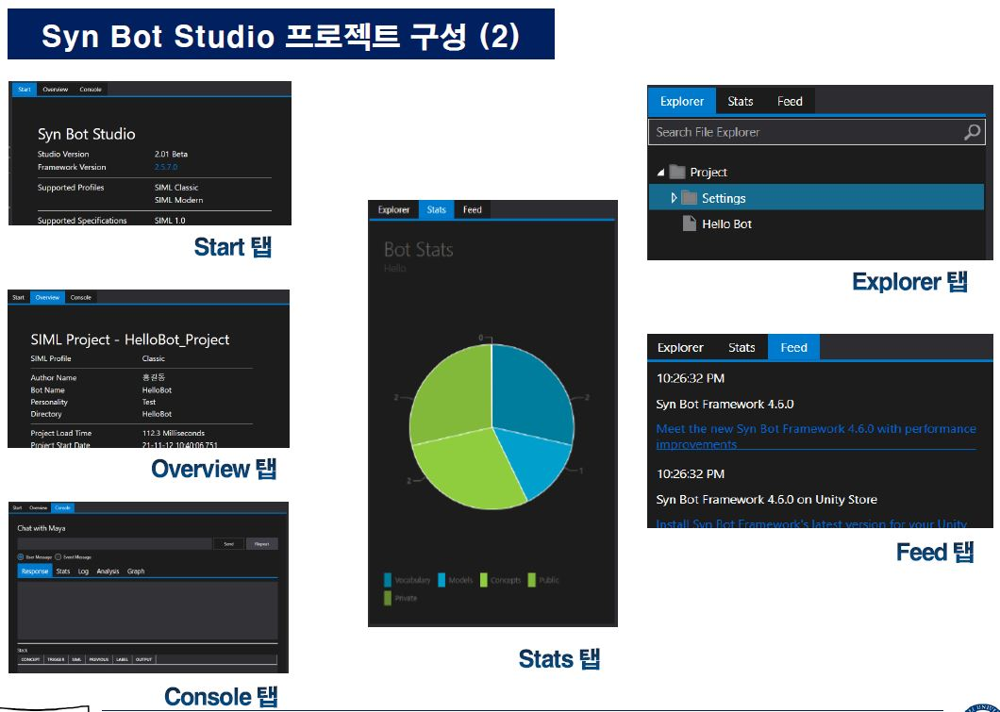 Syn Bot Studio 프로젝트 구성 (2)
Start Overview Console
Syn Bot Studio
Studio Version 2.01 Beta
Framework Version 2.5.7.0
Supported Profiles SIML Classic
SIML Modern
Supported Specifications SIML 1.0
Start 탭
Start Overview Console
SIML Project - HelloBot_Project
SIML Profile Classic
Author Name 홍길동
Bot Name HelloBot
Personality Test
Directory HelloBot
Project Load Time 112.3 Milliseconds
Project Start Date 21-11-12 10:40:06.751
Overview 탭
Start Overview Console
Chat with Maya
Send Repeat
User Message Event Message
Response Stats Log Analysis Graph
Stack
CONCEPT TRIGGER SIML PREVIOUS LABEL OUTPUT
Console 탭
Explorer Stats Feed
Bot Stats
Hello
0
2
2
2
1
Vocabulary Models Concepts Public
Private
Stats 탭
Explorer Stats Feed
Search File Explorer
Project
Settings
Hello Bot
Explorer 탭
Explorer Stats Feed
10:26:32 PM
Syn Bot Framework 4.6.0
Meet the new Syn Bot Framework 4.6.0 with performance
improvements
10:26:32 PM
Syn Bot Framework 4.6.0 on Unity Store
Install Syn Bot Framework's latest version for your Unity
Feed 탭